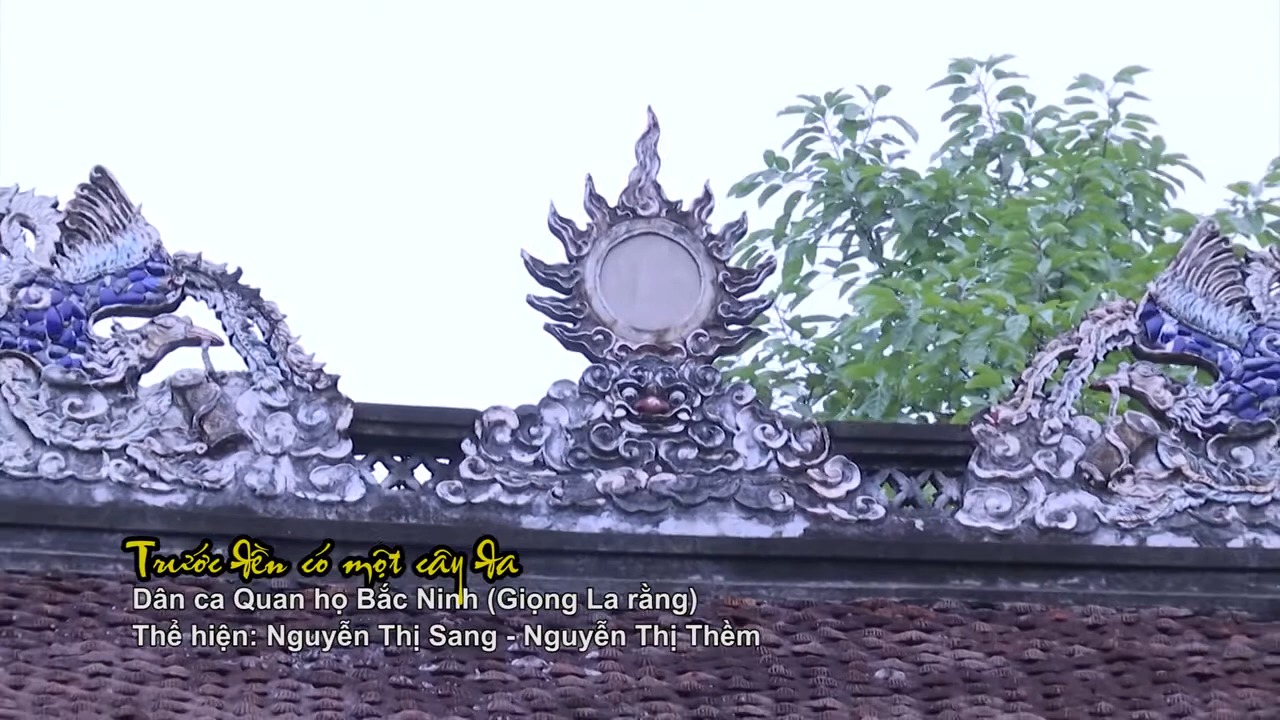 Trước đền có một cây đa
Dân ca Quan họ Bắc Ninh (Giọng La rằng)
Thể hiện: Nguyễn Thị Sang - Nguyễn Thị Thềm